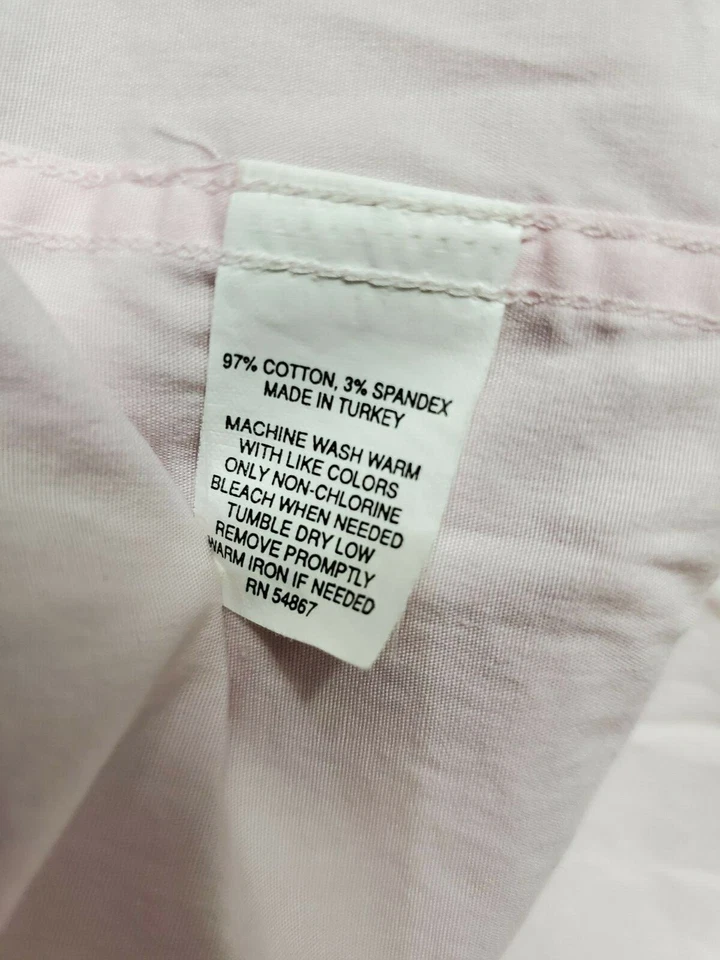 97% COTTON, 3% SPANDEX
MADE IN TURKEY
MACHINE WASH WARM
WITH LIKE COLORS
ONLY NON-CHLORINE
BLEACH WHEN NEEDED
TUMBLE DRY LOW
REMOVE PROMPTLY
WARM IRON IF NEEDED
RN 54867